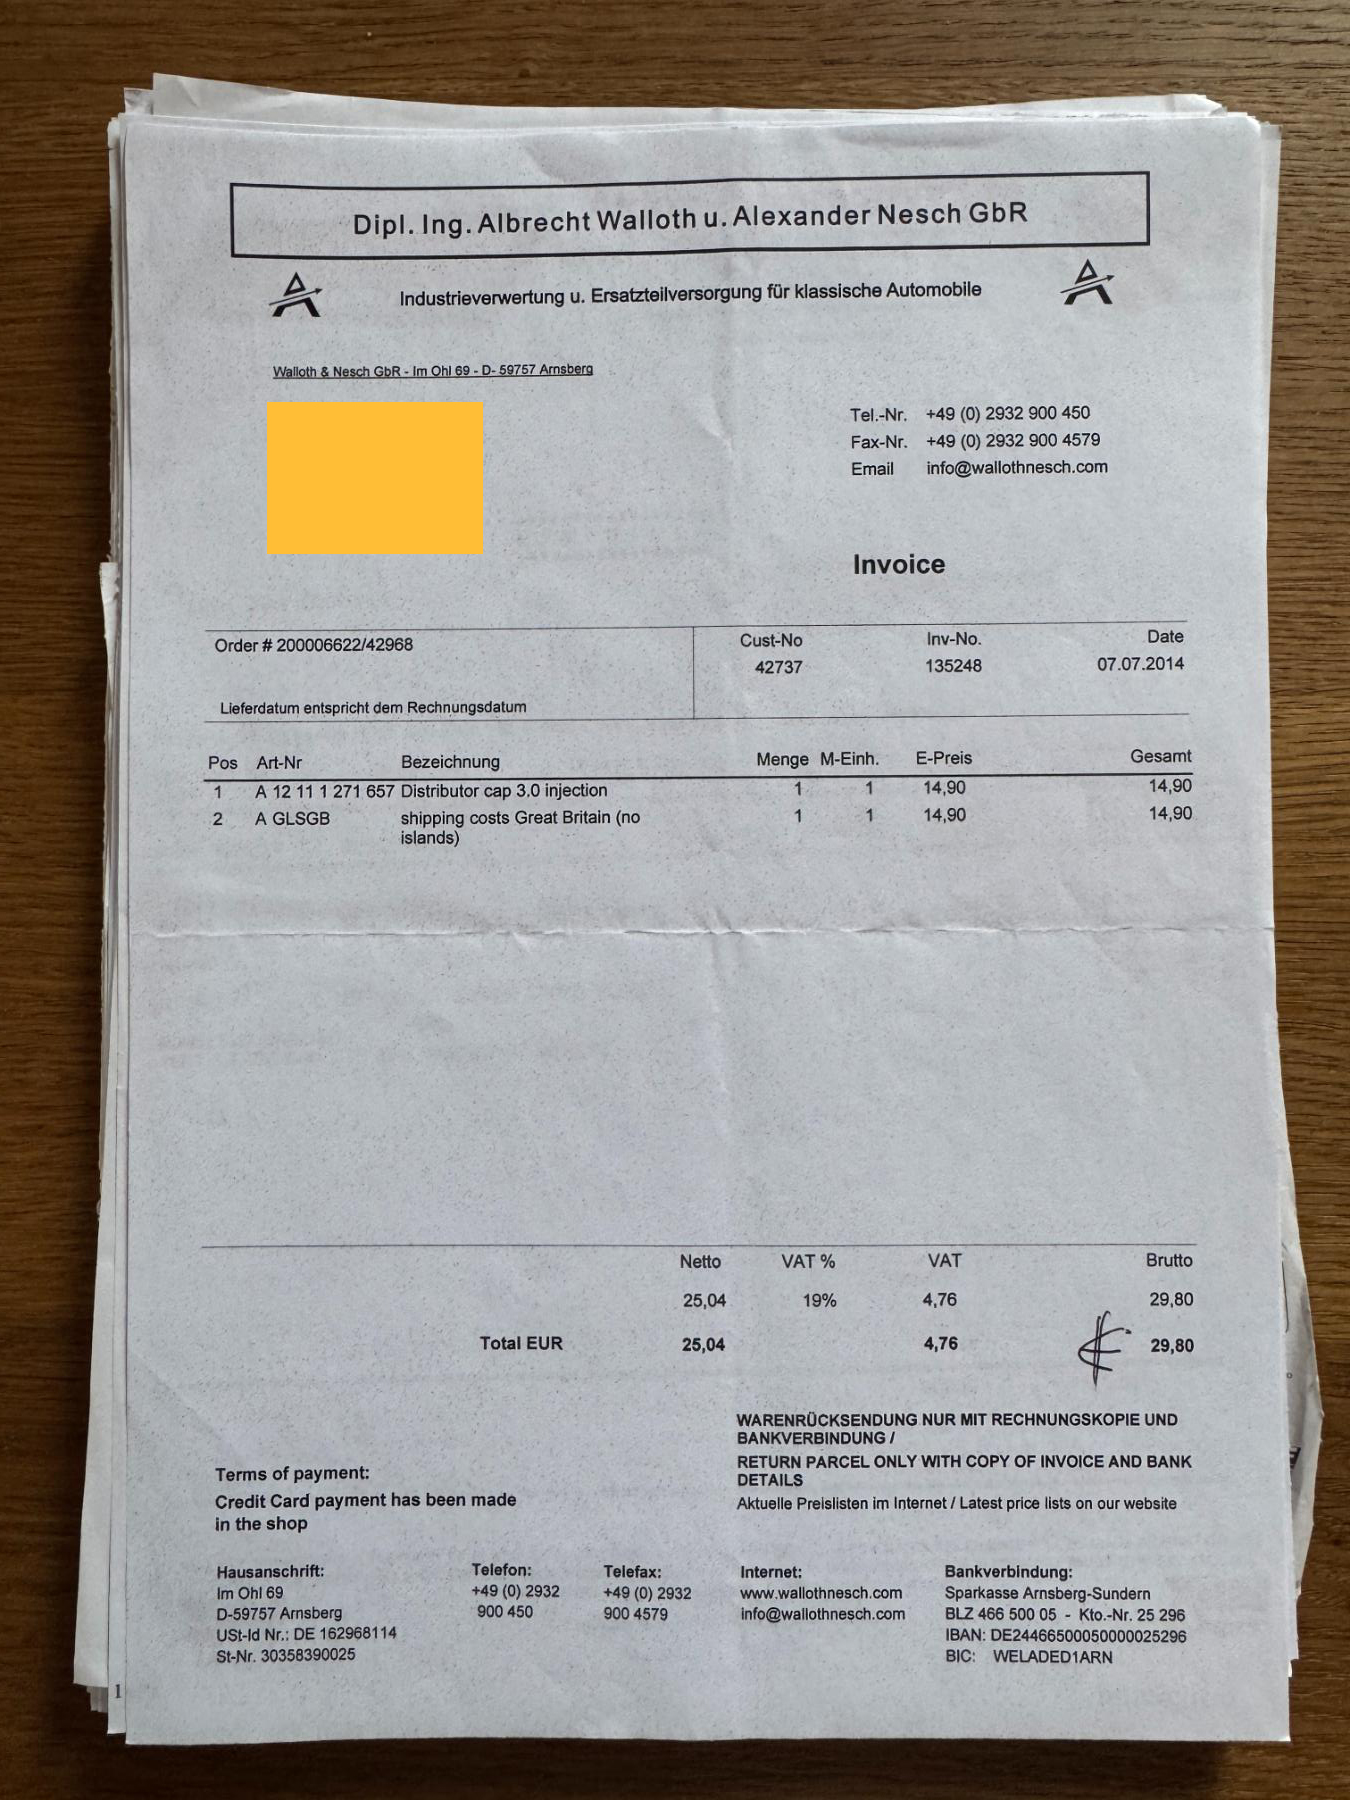 Dipl. Ing. Albrecht Walloth u. Alexander Nesch GbR
Industrieverwertung u. Ersatzteilversorgung für klassische Automobile
Walloth & Nesch GbR - Im Ohl 69 - D- 59757 Arnsberg
Tel.-Nr. +49 (0) 2932 900 450
Fax-Nr. +49 (0) 2932 900 4579
Email info@wallothnesch.com
Invoice
Order # 200006622/42968 Cust-No Inv-No. Date
42737 135248 07.07.2014
Lieferdatum entspricht dem Rechnungsdatum
Pos Art-Nr Bezeichnung Menge M-Einh. E-Preis Gesamt
1 A 12 11 1 271 657 Distributor cap 3,0 injection 1 1 14,90 14,90
2 A GLSGB shipping costs Great Britain (no 1 1 14,90 14,90
islands)
Netto VAT % VAT Brutto
25,04 19% 4,76 29,80
Total EUR 25,04 4,76 € 29,80
WARENRÜCKSENDUNG NUR MIT RECHNUNGSKOPIE UND
BANKVERBINDUNG /
RETURN PARCEL ONLY WITH COPY OF INVOICE AND BANK
DETAILS
Aktuelle Preislisten im Internet / Latest price lists on our website
Terms of payment:
Credit Card payment has been made
in the shop
Hausanschrift:
Im Ohl 69
D-59757 Arnsberg
USt-Id Nr.: DE 162968114
St-Nr. 30358390025
Telefon:
+49 (0) 2932
900 450
Telefax:
+49 (0) 2932
900 4579
Internet:
www.wallothnesch.com
info@wallothnesch.com
Bankverbindung:
Sparkasse Arnsberg-Sundern
BLZ 466 500 05 - Kto.-Nr. 25 296
IBAN: DE24466500050000025296
BIC: WELADED1ARN
1